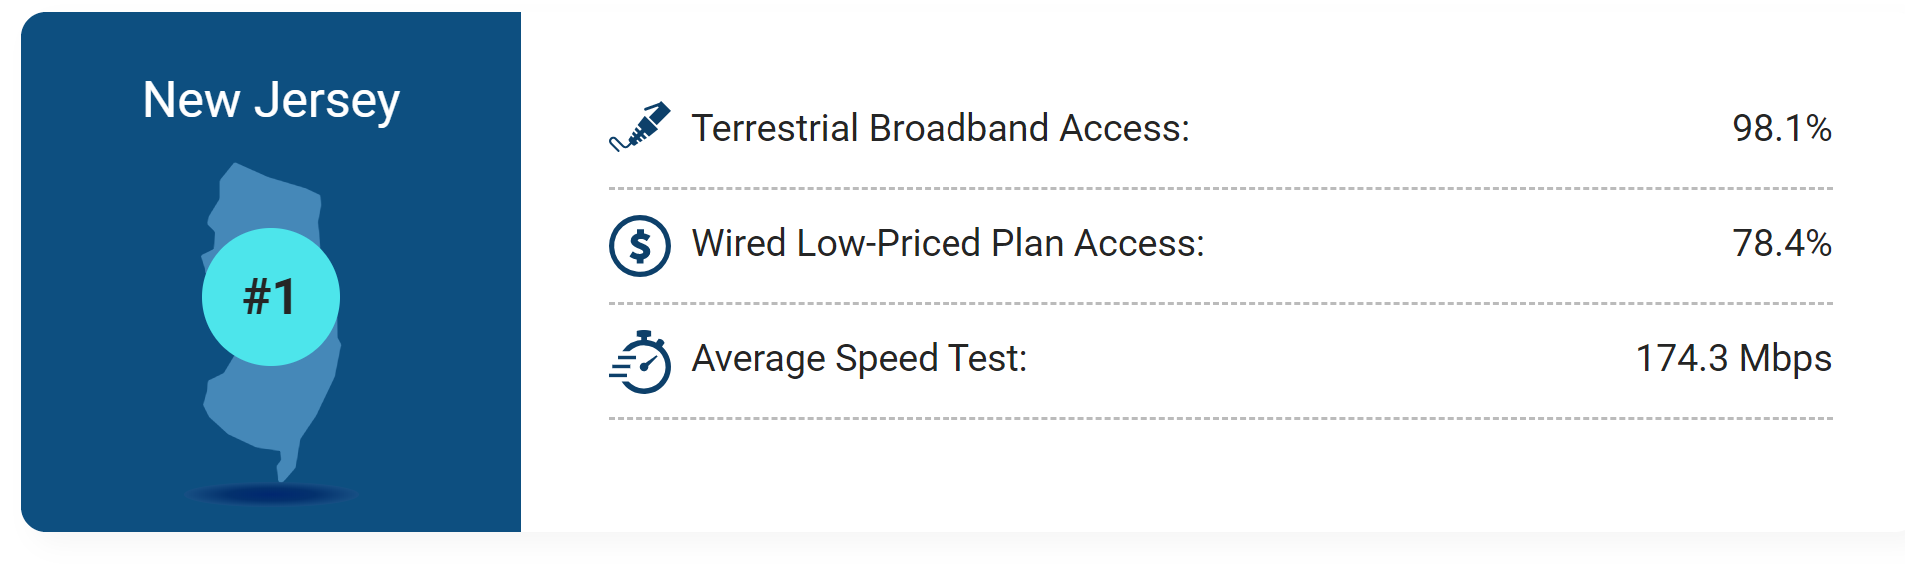 New Jersey
#1
Terrestrial Broadband Access: 98.1%
$ Wired Low-Priced Plan Access: 78.4%
Average Speed Test: 174.3 Mbps